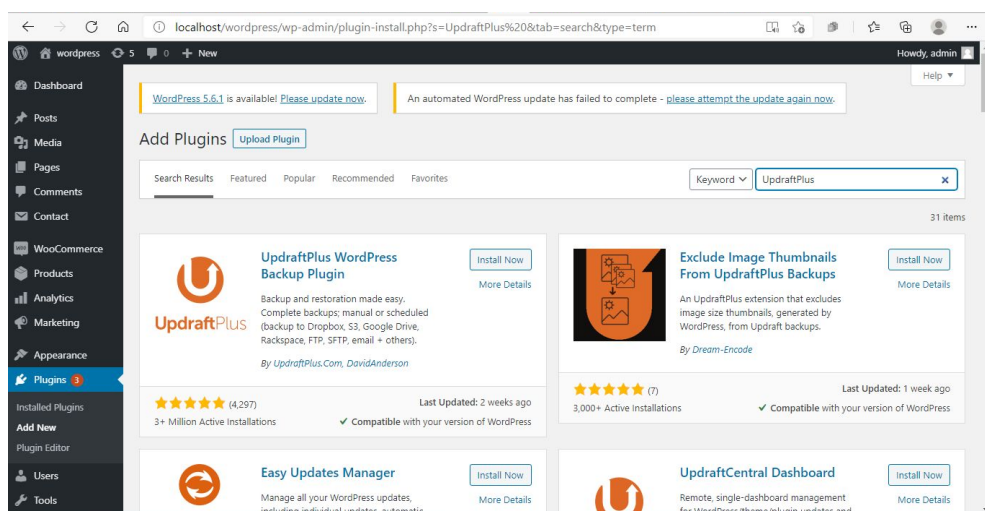 localhost/wordpress/wp-admin/plugin-install.php?s=UpdraftPlus%20&tab=search&type=term
wordpress 5 0 + New Howdy, admin
Help ▼
Dashboard
Posts
Media
Pages
Comments
Contact
WooCommerce
Products
Analytics
Marketing
Appearance
Plugins 3
Installed Plugins
Add New
Plugin Editor
Users
Tools
WordPress 5.6.1 is available! Please update now.
An automated WordPress update has failed to complete - please attempt the update again now.
Add Plugins Upload Plugin
Search Results Featured Popular Recommended Favorites
Keyword UpdraftPlus
31 items
UpdraftPlus
UpdraftPlus WordPress
Backup Plugin
Install Now
More Details
Backup and restoration made easy.
Complete backups; manual or scheduled
(backup to Dropbox, S3, Google Drive,
Rackspace, FTP, SFTP, email + others).
By UpdraftPlus.Com, DavidAnderson
(4,297)
Last Updated: 2 weeks ago
3+ Million Active Installations
Compatible with your version of WordPress
Exclude Image Thumbnails
From UpdraftPlus Backups
Install Now
More Details
An UpdraftPlus extension that excludes
image size thumbnails, generated by
WordPress, from Updraft backups.
By Dream-Encode
(7)
Last Updated: 1 week ago
3,000+ Active Installations
Compatible with your version of WordPress
Easy Updates Manager
Install Now
More Details
Manage all your WordPress updates,
including individual updates, automatic
UpdraftCentral Dashboard
Install Now
More Details
Remote, single-dashboard management
for WordPress/theme/plugin updates and